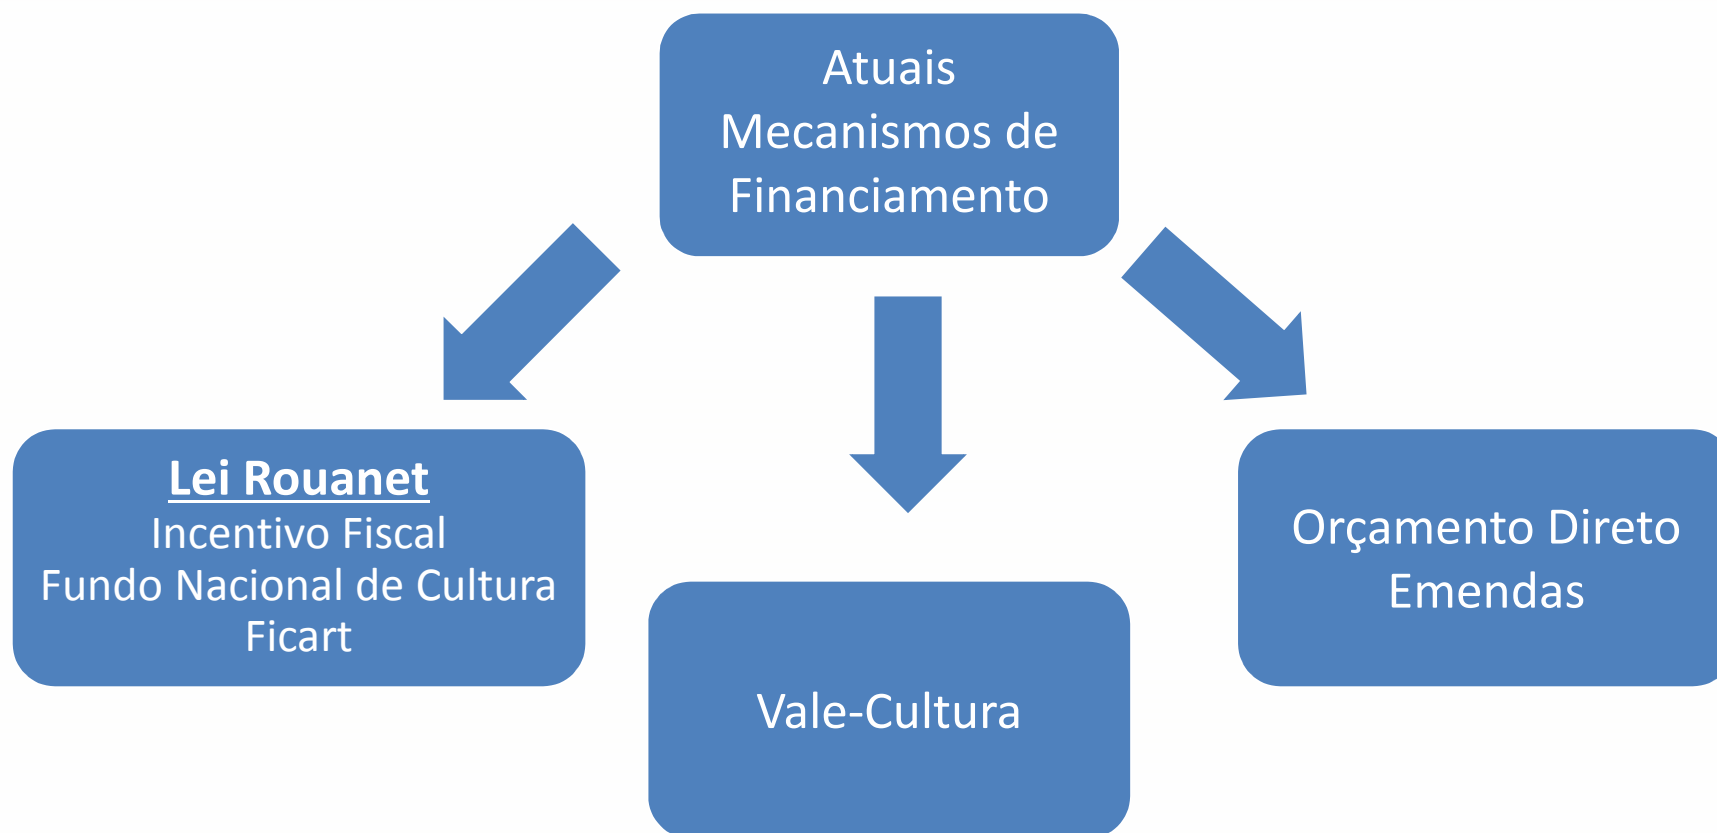 Atuais
Mecanismos de
Financiamento
Lei Rouanet
Incentivo Fiscal
Fundo Nacional de Cultura
Ficart
Vale-Cultura
Orçamento Direto
Emendas